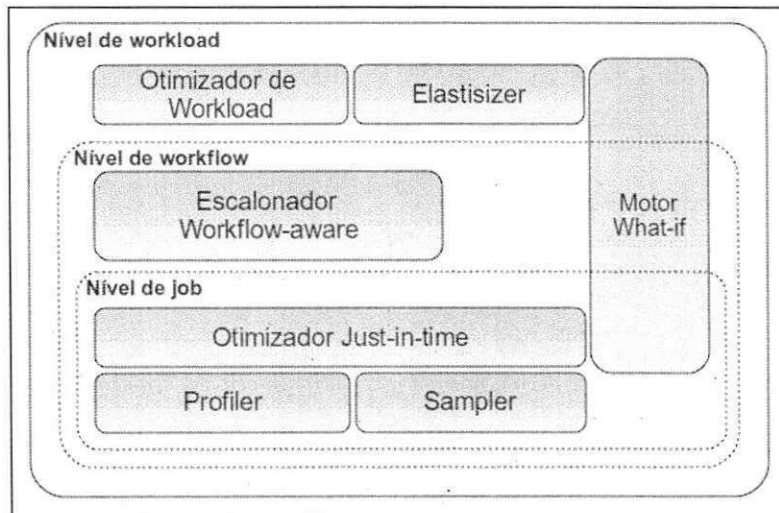 Nível de workload
Otimizador de
Workload
Elastisizer
Nível de workflow
Escalonador
Workflow-aware
Motor
What-if
Nível de job
Otimizador Just-in-time
Profiler
Sampler